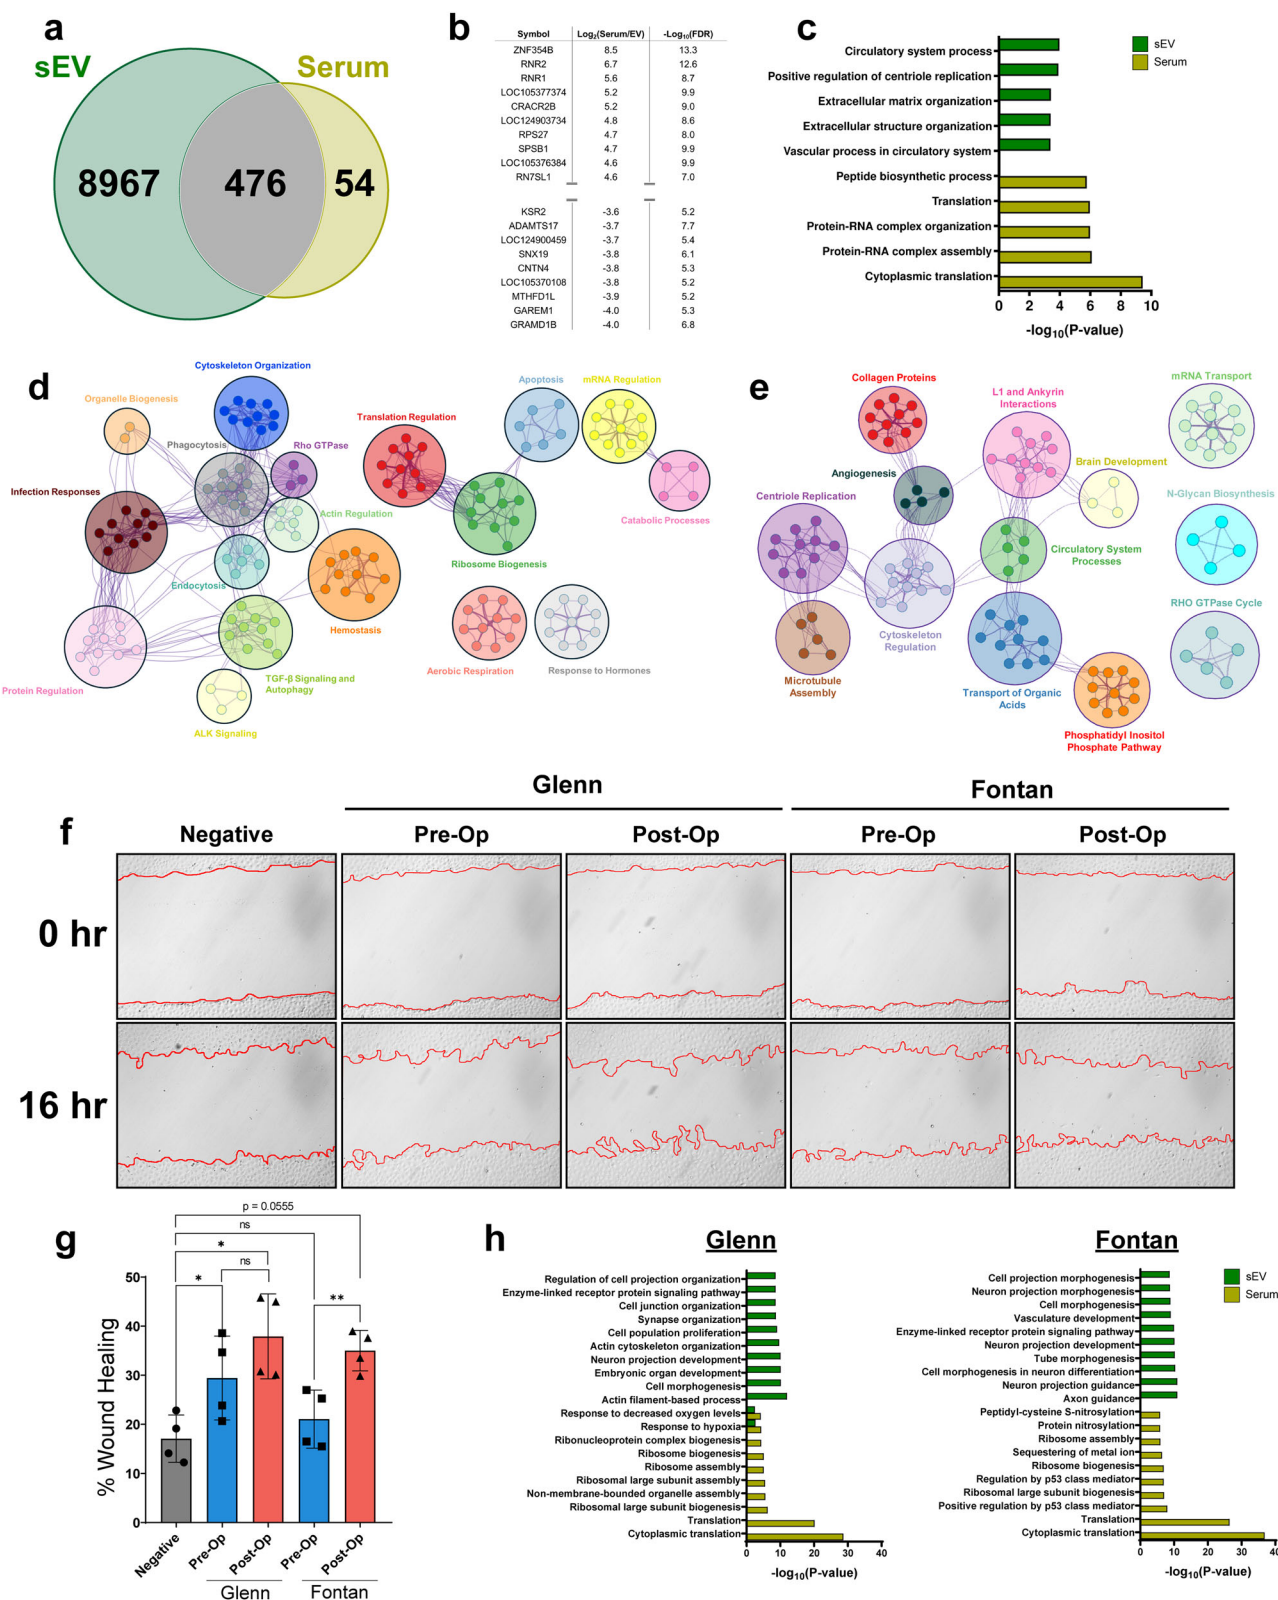 a
sEV
Serum
8967
476
54
b
Symbol Log₂(Serum/EV) -Log₁₀(FDR)
ZNF354B 8.5 13.3
RNR2 6.7 12.6
RNR1 5.6 8.7
LOC105377374 5.2 9.9
CRACR2B 5.2 9.0
LOC124903734 4.8 8.6
RPS27 4.7 8.0
SPSB1 4.7 9.9
LOC105376384 4.6 9.9
RN7SL1 4.6 7.0
KSR2 -3.6 5.2
ADAMTS17 -3.7 7.7
LOC124900459 -3.7 5.4
SNX19 -3.8 6.1
CNTN4 -3.8 5.3
LOC105370108 -3.8 5.2
MTHFD1L -3.9 5.2
GAREM1 -4.0 5.3
GRAMD1B -4.0 6.8
c
sEV
Serum
Circulatory system process
Positive regulation of centriole replication
Extracellular matrix organization
Extracellular structure organization
Vascular process in circulatory system
Peptide biosynthetic process
Translation
Protein-RNA complex organization
Protein-RNA complex assembly
Cytoplasmic translation
0 2 4 6 8 10
-log₁₀(P-value)
d
Cytoskeleton Organization
Organelle Biogenesis
Phagocytosis
Rho GTPase
Infection Responses
Actin Regulation
Endocytosis
Hemostasis
Protein Regulation
TGF-β Signaling and
Autophagy
ALK Signaling
Translation Regulation
Apoptosis
mRNA Regulation
Catabolic Processes
Ribosome Biogenesis
Aerobic Respiration
Response to Hormones
e
Collagen Proteins
L1 and Ankyrin
Interactions
mRNA Transport
Angiogenesis
Brain Development
Centriole Replication
N-Glycan Biosynthesis
Circulatory System
Processes
RHO GTPase Cycle
Cytoskeleton
Regulation
Microtubule
Assembly
Transport of Organic
Acids
Phosphatidyl Inositol
Phosphate Pathway
f
Glenn
Fontan
Negative
Pre-Op
Post-Op
Pre-Op
Post-Op
0 hr
16 hr
g
p = 0.0555
ns
*
ns
*
**
% Wound Healing
50
40
30
20
10
0
Negative
Pre-Op
Post-Op
Pre-Op
Post-Op
Glenn
Fontan
h
Glenn
Regulation of cell projection organization
Enzyme-linked receptor protein signaling pathway
Cell junction organization
Synapse organization
Cell population proliferation
Actin cytoskeleton organization
Neuron projection development
Embryonic organ development
Cell morphogenesis
Actin filament-based process
Response to decreased oxygen levels
Response to hypoxia
Ribonucleoprotein complex biogenesis
Ribosome biogenesis
Ribosome assembly
Ribosomal large subunit assembly
Non-membrane-bounded organelle assembly
Ribosomal large subunit biogenesis
Translation
Cytoplasmic translation
0 10 20 30 40
-log₁₀(P-value)
Fontan
sEV
Serum
Cell projection morphogenesis
Neuron projection morphogenesis
Cell morphogenesis
Vasculature development
Enzyme-linked receptor protein signaling pathway
Neuron projection development
Tube morphogenesis
Cell morphogenesis in neuron differentiation
Neuron projection guidance
Axon guidance
Peptidyl-cysteine S-nitrosylation
Protein nitrosylation
Ribosome assembly
Sequestering of metal ion
Ribosome biogenesis
Regulation by p53 class mediator
Ribosomal large subunit biogenesis
Positive regulation by p53 class mediator
Translation
Cytoplasmic translation
0 10 20 30 40
-log₁₀(P-value)